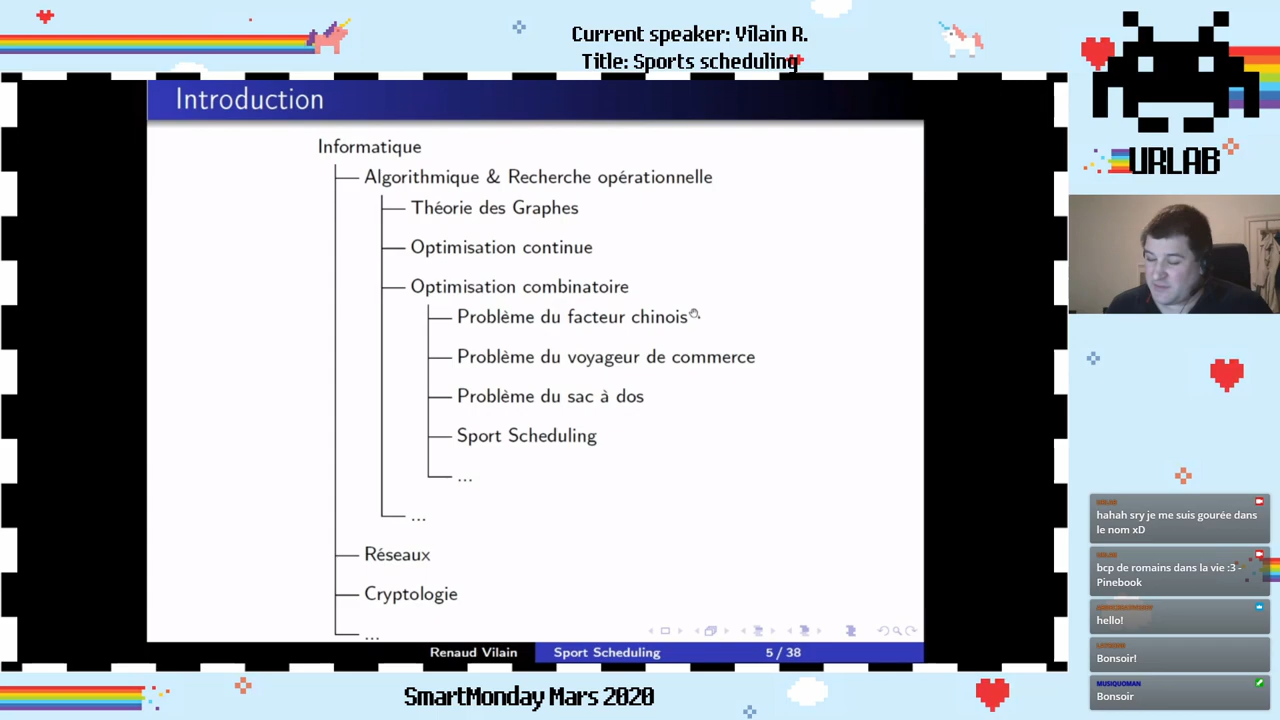 Current speaker: Vilain R.
Title: Sports scheduling
URLAB
Introduction
Informatique
Algorithmique & Recherche opérationnelle
Théorie des Graphes
Optimisation continue
Optimisation combinatoire
Problème du facteur chinois
Problème du voyageur de commerce
Problème du sac à dos
Sport Scheduling
...
...
Réseaux
Cryptologie
...
Renaud Vilain
Sport Scheduling
5 / 38
URLAB
hahah sry je me suis gourée dans
le nom xD
URLAB
bcp de romains dans la vie :3 -
Pinebook
hello!
Bonsoir!
MUSIQUOMAN
Bonsoir
SmartMonday Mars 2020